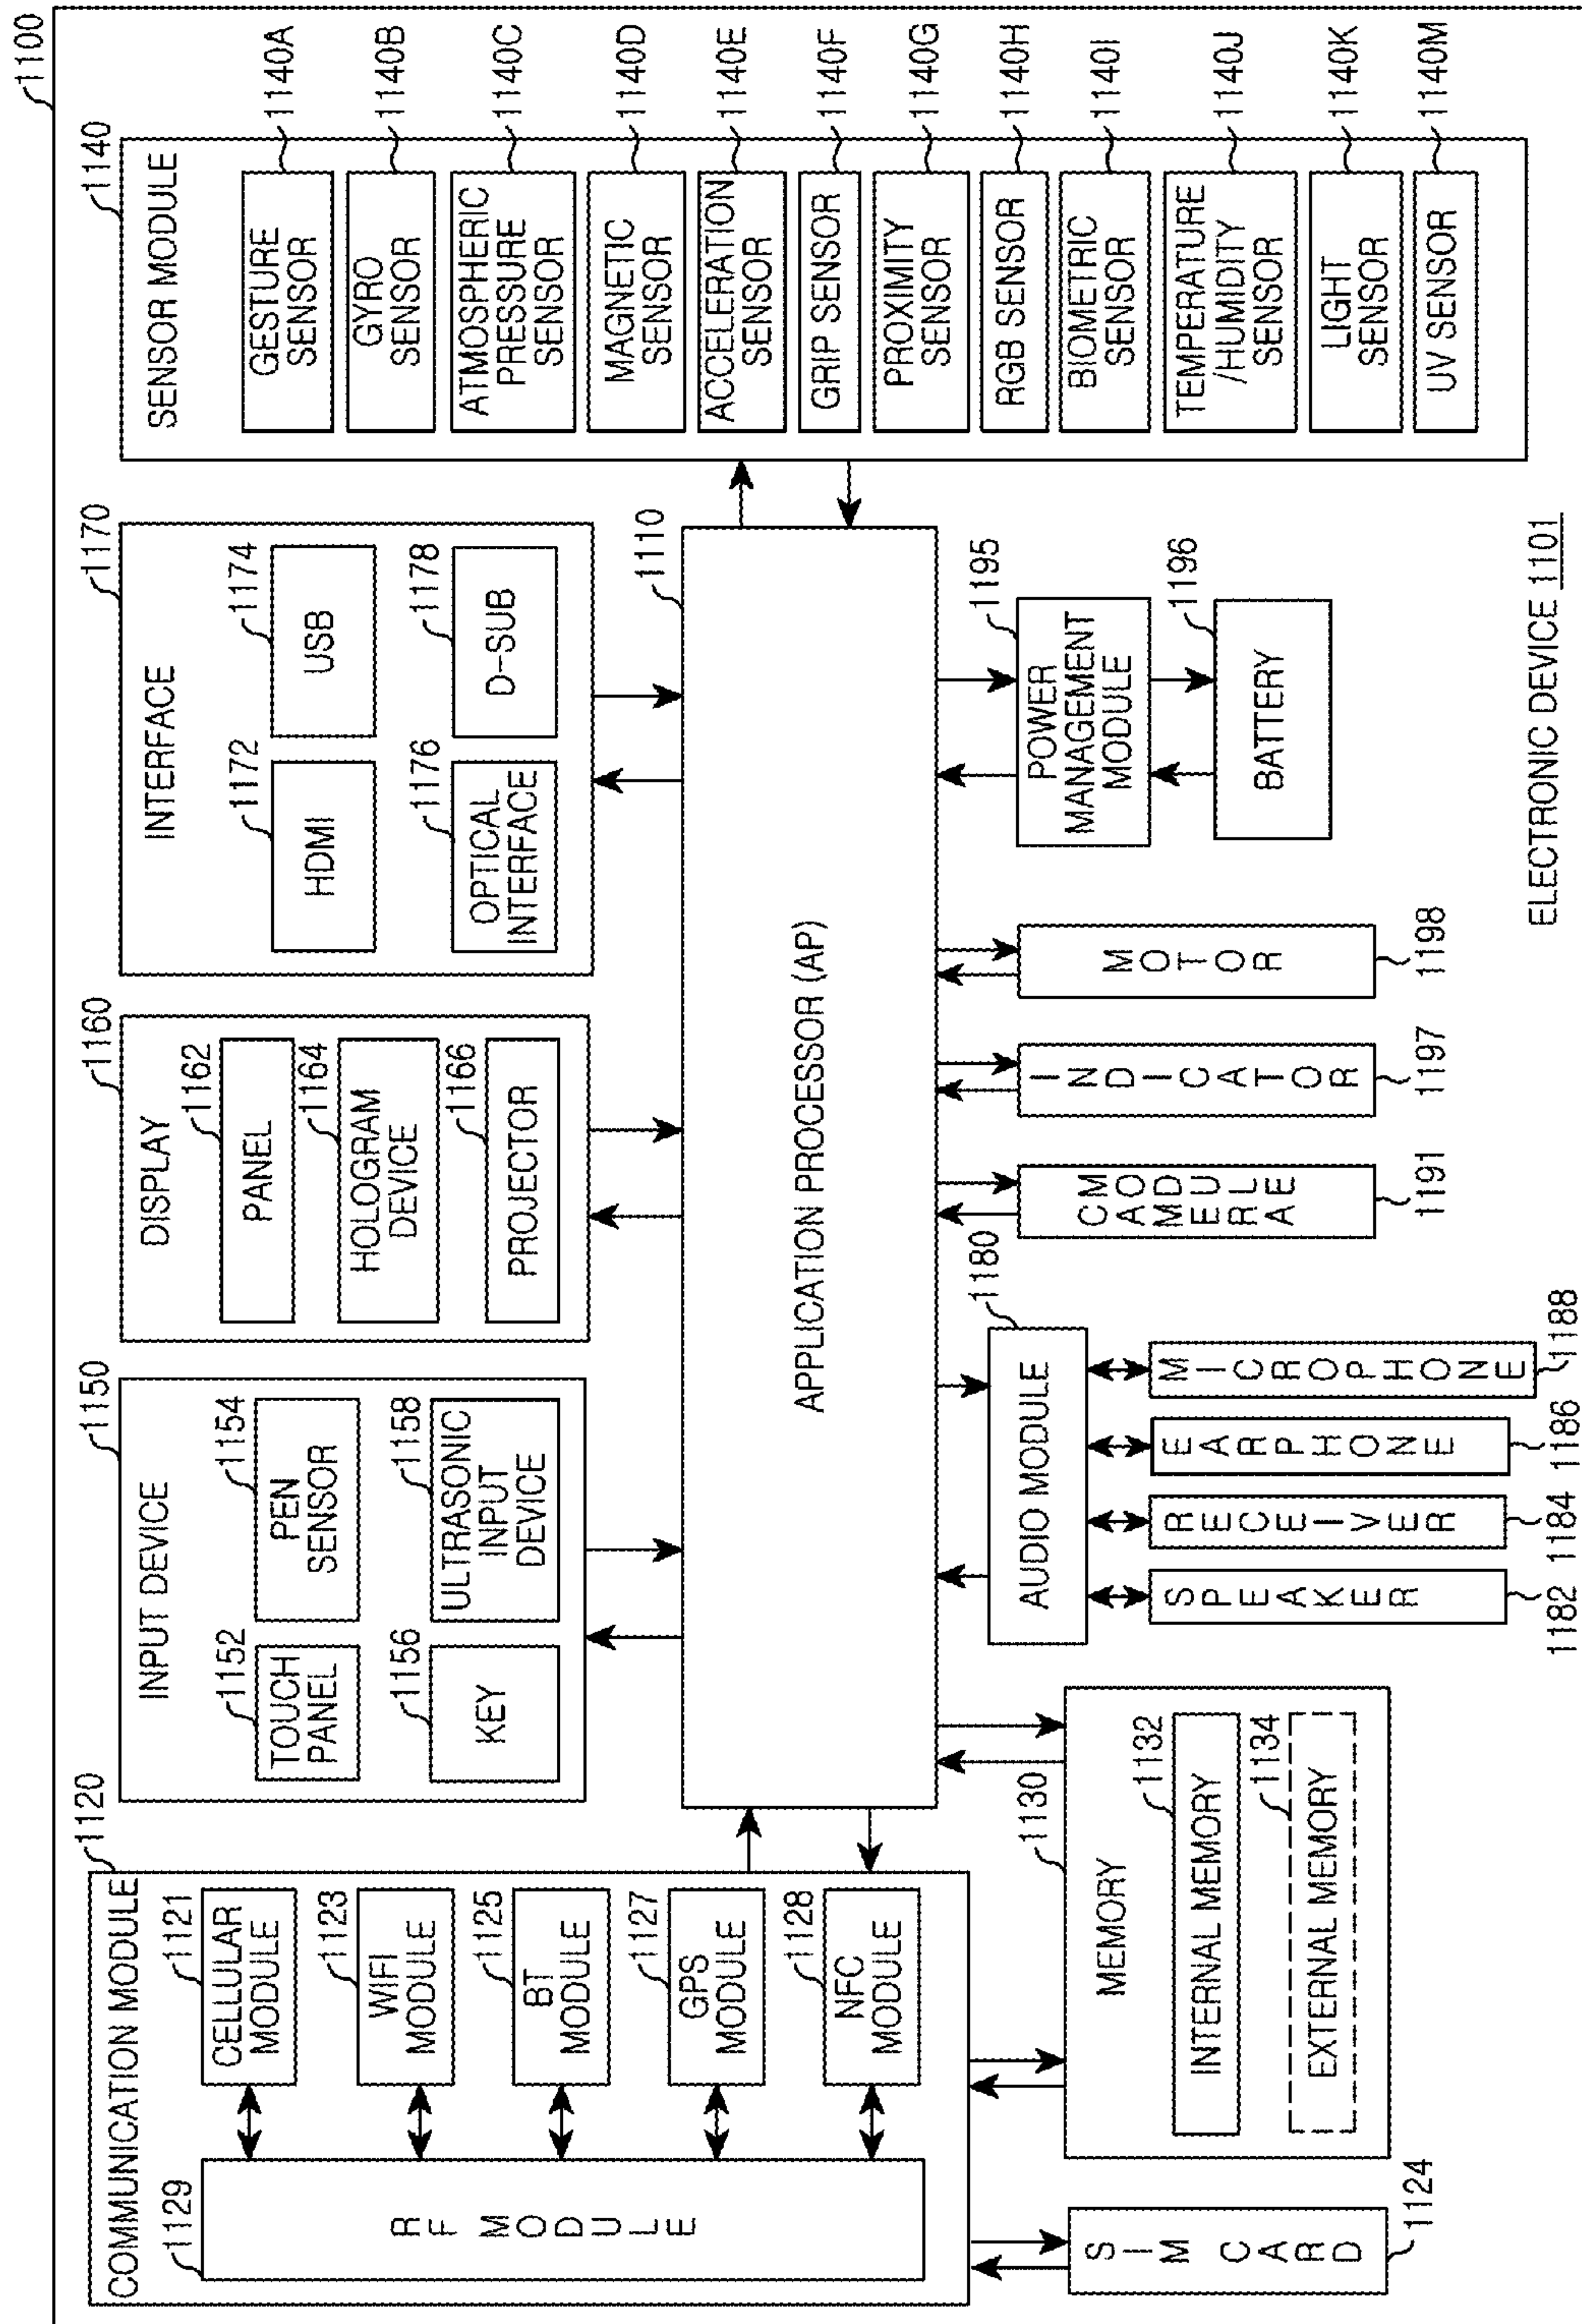 1100
COMMUNICATION MODULE
1120
1129
RF MODULE
CELLULAR
MODULE
1121
WIFI
MODULE
1123
BT
MODULE
1125
GPS
MODULE
1127
NFC
MODULE
1128
INPUT DEVICE
1150
TOUCH
PANEL
1152
PEN
SENSOR
1154
KEY
1156
ULTRASONIC
INPUT
DEVICE
1158
DISPLAY
1160
PANEL
1162
HOLOGRAM
DEVICE
1164
PROJECTOR
1166
INTERFACE
1170
HDMI
1172
USB
1174
OPTICAL
INTERFACE
1176
D-SUB
1178
SENSOR MODULE
1140
GESTURE
SENSOR
1140A
GYRO
SENSOR
1140B
ATMOSPHERIC
PRESSURE
SENSOR
1140C
MAGNETIC
SENSOR
1140D
ACCELERATION
SENSOR
1140E
GRIP SENSOR
1140F
PROXIMITY
SENSOR
1140G
RGB SENSOR
1140H
BIOMETRIC
SENSOR
1140I
TEMPERATURE
/HUMIDITY
SENSOR
1140J
LIGHT
SENSOR
1140K
UV SENSOR
1140M
APPLICATION PROCESSOR (AP)
1110
SIM CARD
1124
MEMORY
1130
INTERNAL MEMORY
1132
EXTERNAL MEMORY
1134
AUDIO MODULE
1180
SPEAKER
1182
RECEIVER
1184
EARPHONE
1186
MICROPHONE
1188
CAMERA
MODULE
1191
INDICATOR
1197
MOTOR
1198
POWER
MANAGEMENT
MODULE
1195
BATTERY
1196
ELECTRONIC DEVICE 1101